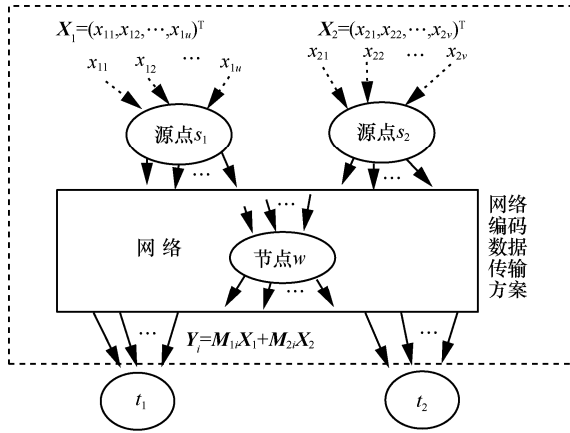 X₁=(x₁₁,x₁₂,⋯,x₁ᵤ)ᵀ
X₂=(x₂₁,x₂₂,⋯,x₂ᵥ)ᵀ
x₁₁ x₁₂ ⋯ x₁ᵤ
x₂₁ x₂₂ ⋯ x₂ᵥ
源点s₁
源点s₂
⋯
⋯
网 络
⋯
节点w
⋯
网络
编码
数据
传输
方案
⋯
Yᵢ=M₁ᵢX₁+M₂ᵢX₂
⋯
t₁
t₂